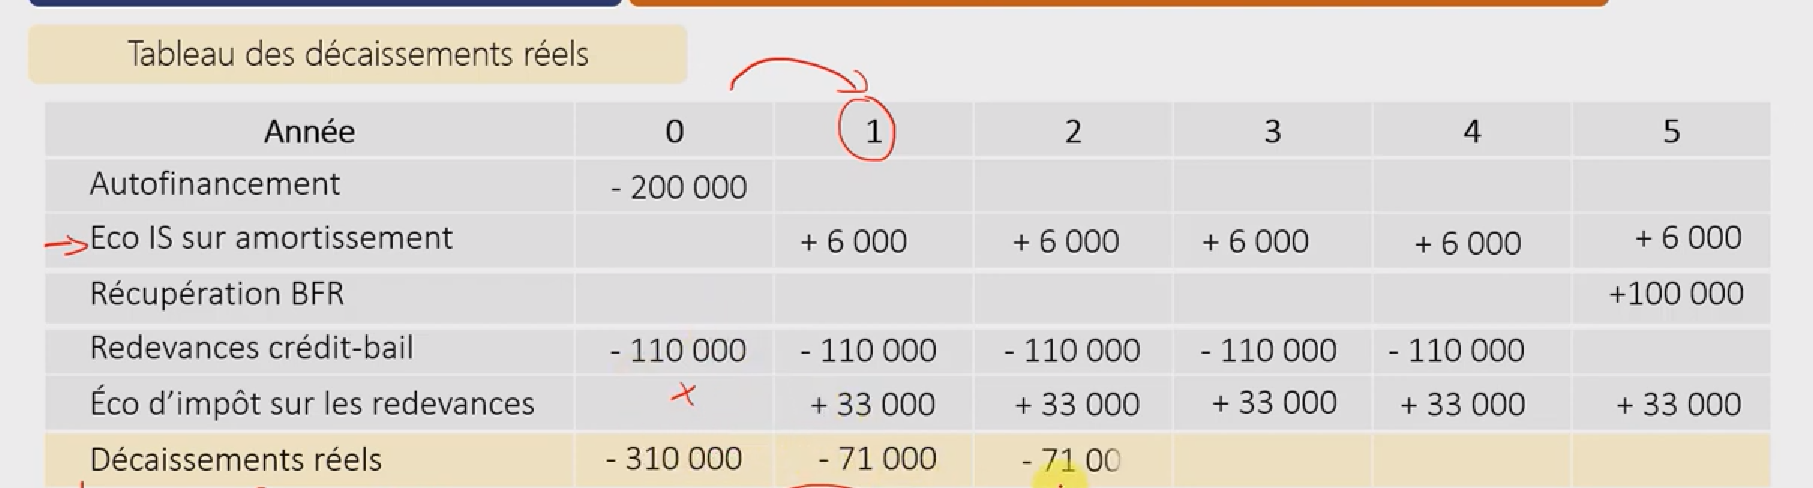 Tableau des décaissements réels
Année 0 1 2 3 4 5
Autofinancement - 200 000
Eco IS sur amortissement + 6 000 + 6 000 + 6 000 + 6 000 + 6 000
Récupération BFR +100 000
Redevances crédit-bail - 110 000 - 110 000 - 110 000 - 110 000 - 110 000
Éco d’impôt sur les redevances + 33 000 + 33 000 + 33 000 + 33 000 + 33 000
Décaissements réels - 310 000 - 71 000 - 71 00